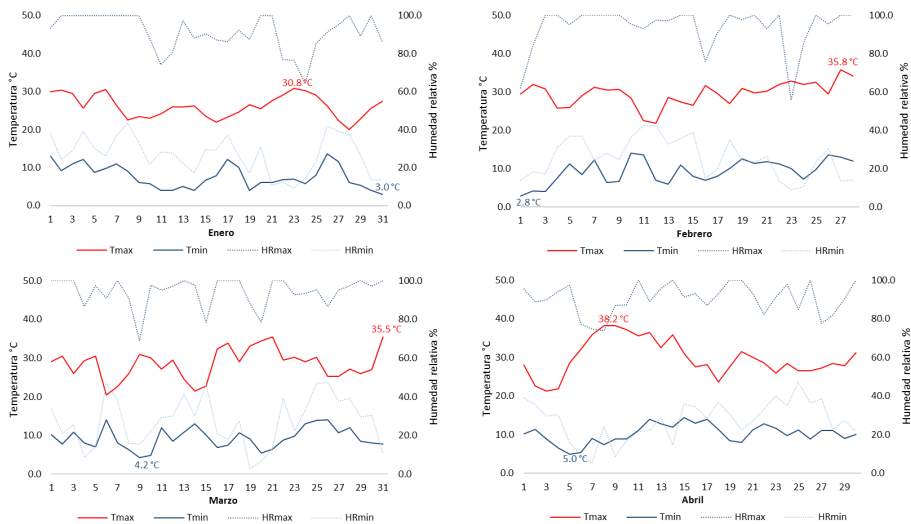 50.0 100.0 50.0 100.0
40.0 80.0 40.0 80.0
30.0 60.0 30.0 60.0
20.0 40.0 20.0 40.0
10.0 20.0 10.0 20.0
0.0 0.0 0.0 0.0
Temperatura °C Humedad relativa % Temperatura °C Humedad relativa %
30.8 °C 35.8 °C
3.0 °C 2.8 °C
1 3 5 7 9 11 13 15 17 19 21 23 25 27 29 31 1 3 5 7 9 11 13 15 17 19 21 23 25 27
Enero Febrero
Tmax Tmin HRmax HRmin Tmax Tmin HRmax HRmin
50.0 100.0 50.0 100.0
40.0 80.0 40.0 80.0
30.0 60.0 30.0 60.0
20.0 40.0 20.0 40.0
10.0 20.0 10.0 20.0
0.0 0.0 0.0 0.0
Temperatura °C Humedad relativa % Temperatura °C Humedad relativa %
35.5 °C 38.2 °C
4.2 °C 5.0 °C
1 3 5 7 9 11 13 15 17 19 21 23 25 27 29 31 1 3 5 7 9 11 13 15 17 19 21 23 25 27 29
Marzo Abril
Tmax Tmin HRmax HRmin Tmax Tmin HRmax HRmin